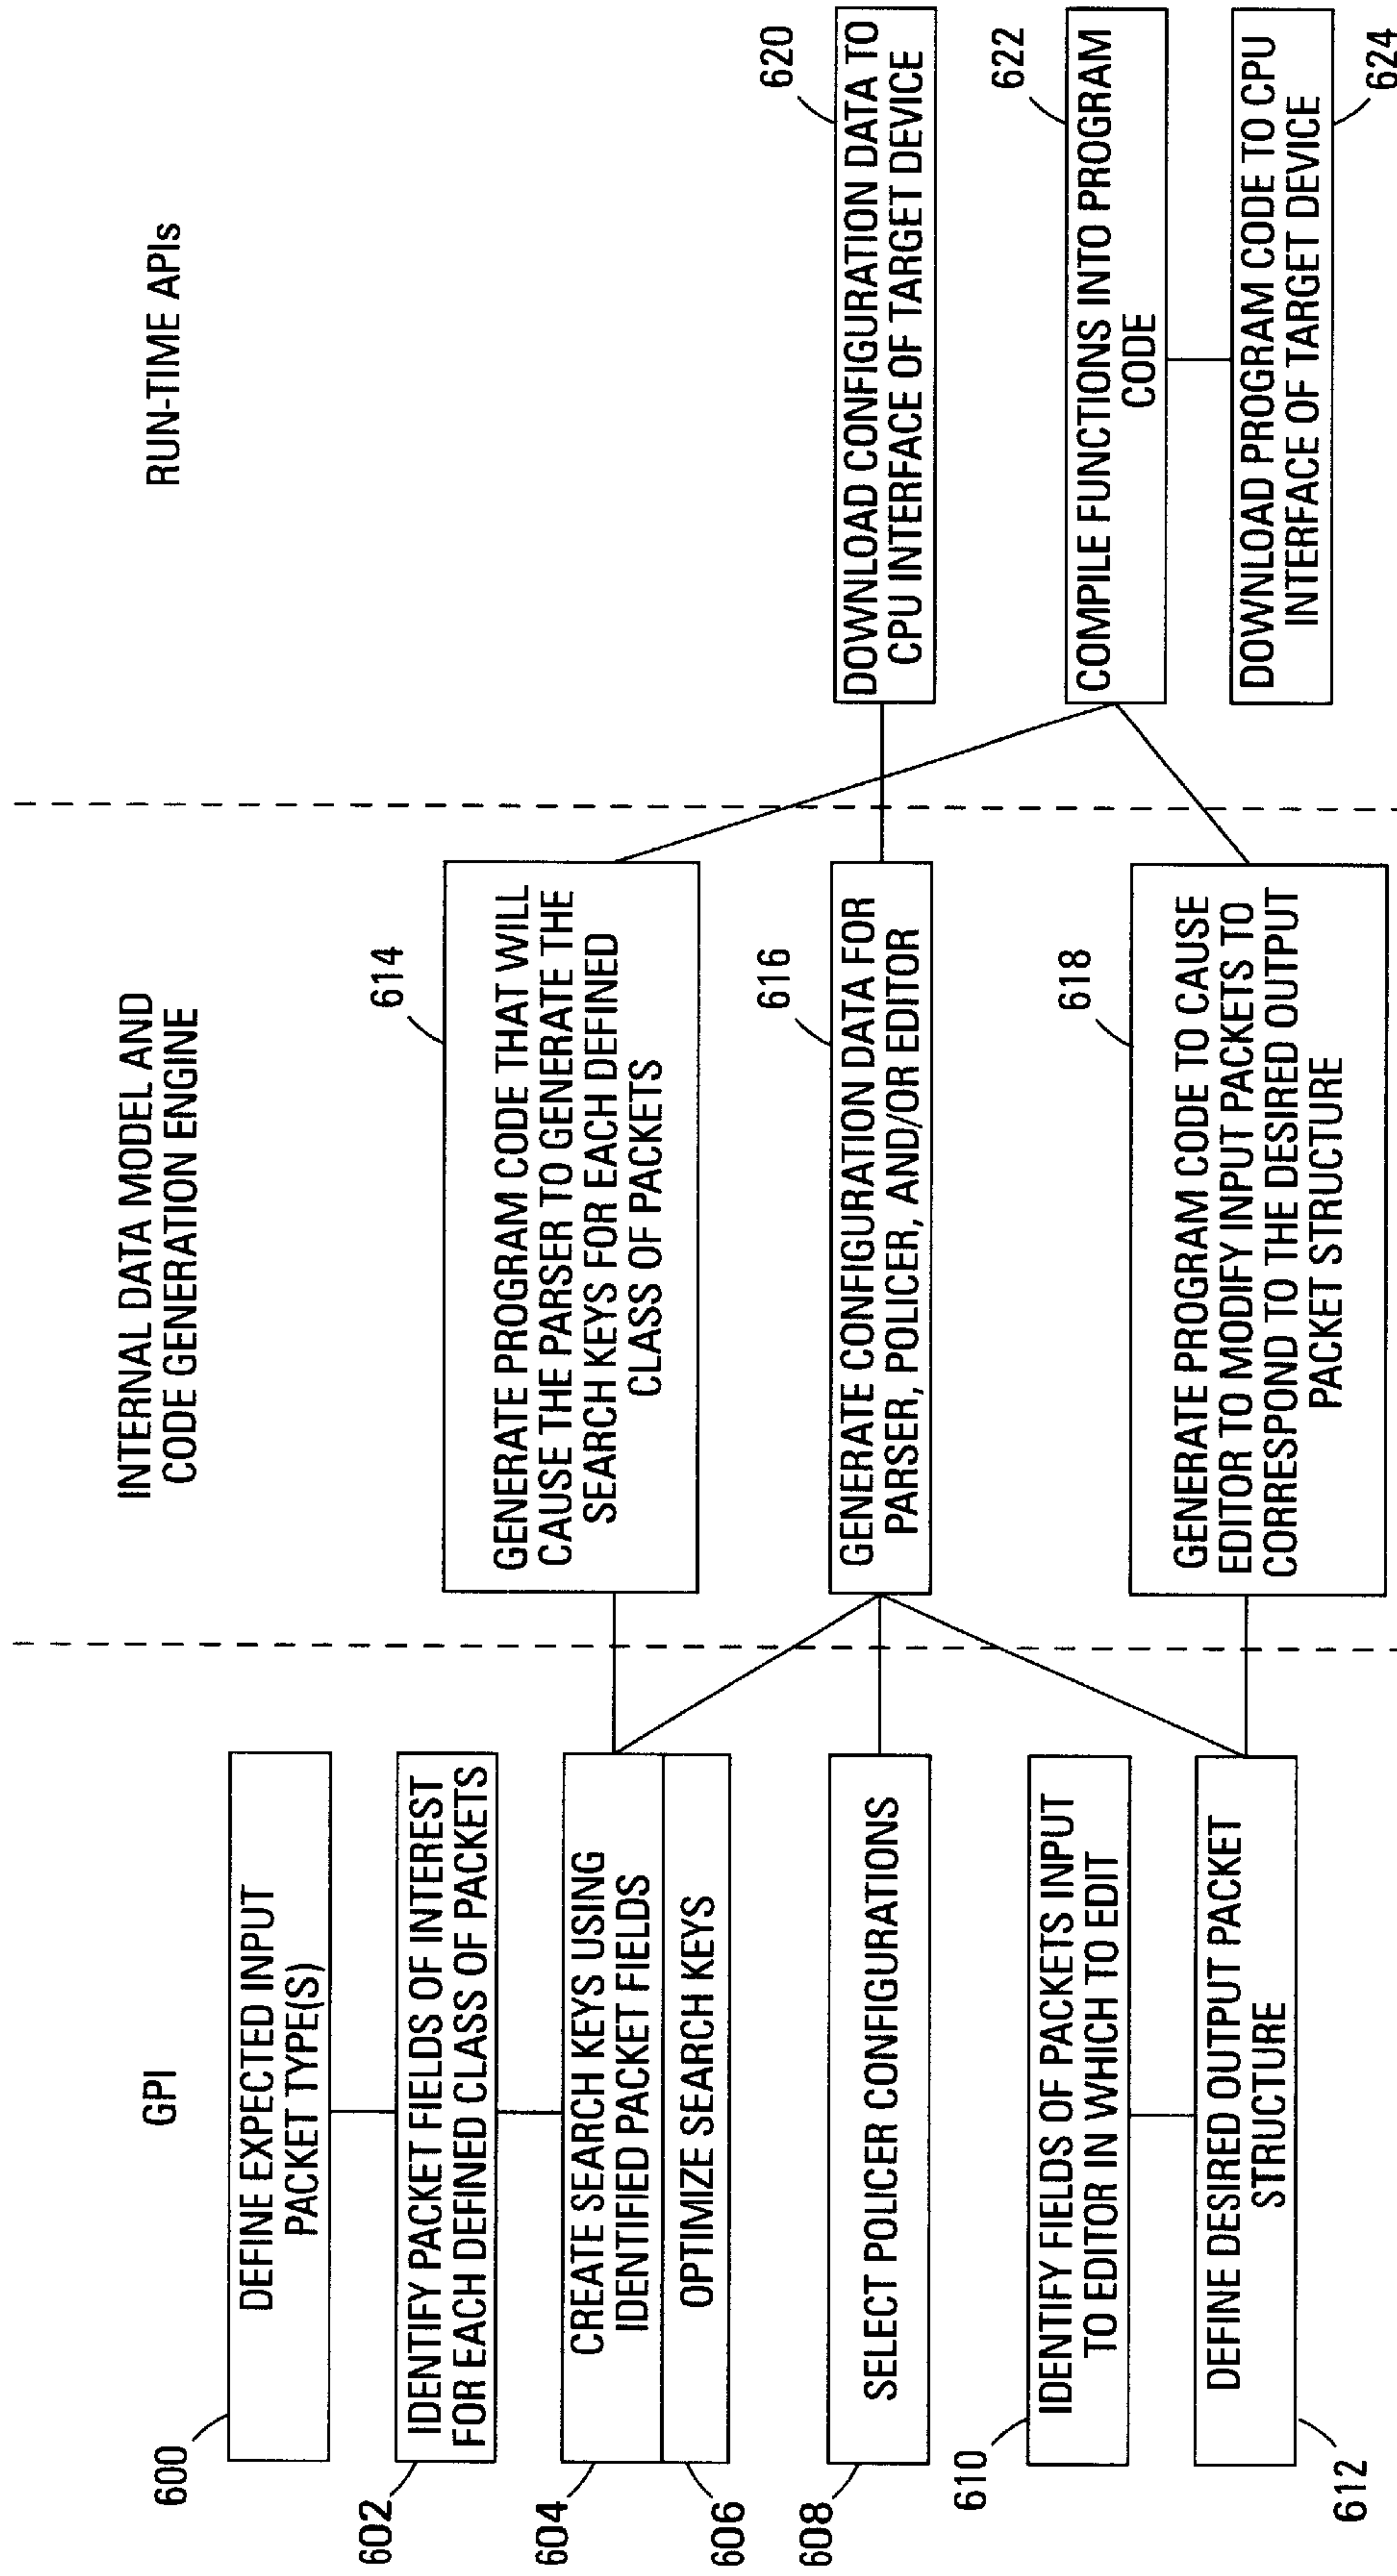 GPI
600
DEFINE EXPECTED INPUT
PACKET TYPE(S)
602
IDENTIFY PACKET FIELDS OF INTEREST
FOR EACH DEFINED CLASS OF PACKETS
604
CREATE SEARCH KEYS USING
IDENTIFIED PACKET FIELDS
606
OPTIMIZE SEARCH KEYS
608
SELECT POLICER CONFIGURATIONS
610
IDENTIFY FIELDS OF PACKETS INPUT
TO EDITOR IN WHICH TO EDIT
DEFINE DESIRED OUTPUT PACKET
STRUCTURE
612
INTERNAL DATA MODEL AND
CODE GENERATION ENGINE
614
GENERATE PROGRAM CODE THAT WILL
CAUSE THE PARSER TO GENERATE THE
SEARCH KEYS FOR EACH DEFINED
CLASS OF PACKETS
616
GENERATE CONFIGURATION DATA FOR
PARSER, POLICER, AND/OR EDITOR
618
GENERATE PROGRAM CODE TO CAUSE
EDITOR TO MODIFY INPUT PACKETS TO
CORRESPOND TO THE DESIRED OUTPUT
PACKET STRUCTURE
RUN-TIME APIs
620
DOWNLOAD CONFIGURATION DATA TO
CPU INTERFACE OF TARGET DEVICE
622
COMPILE FUNCTIONS INTO PROGRAM
CODE
DOWNLOAD PROGRAM CODE TO CPU
INTERFACE OF TARGET DEVICE
624